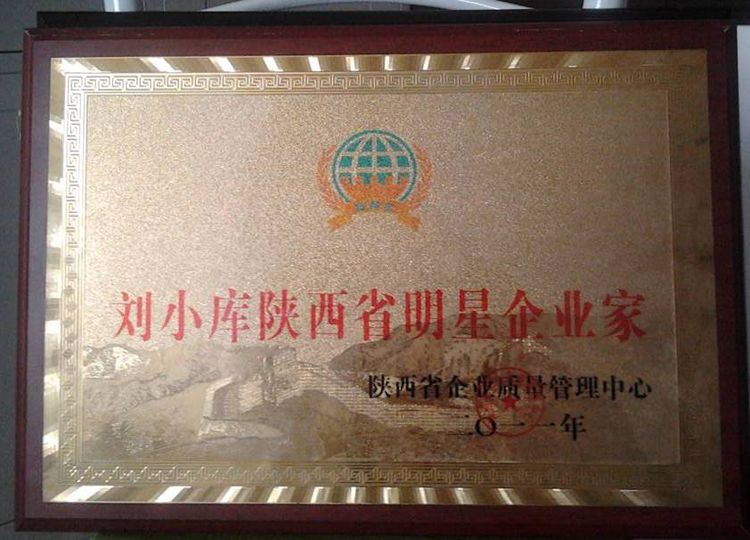 刘小库陕西省明星企业家
陕西省企业质量管理中心
二〇一一年